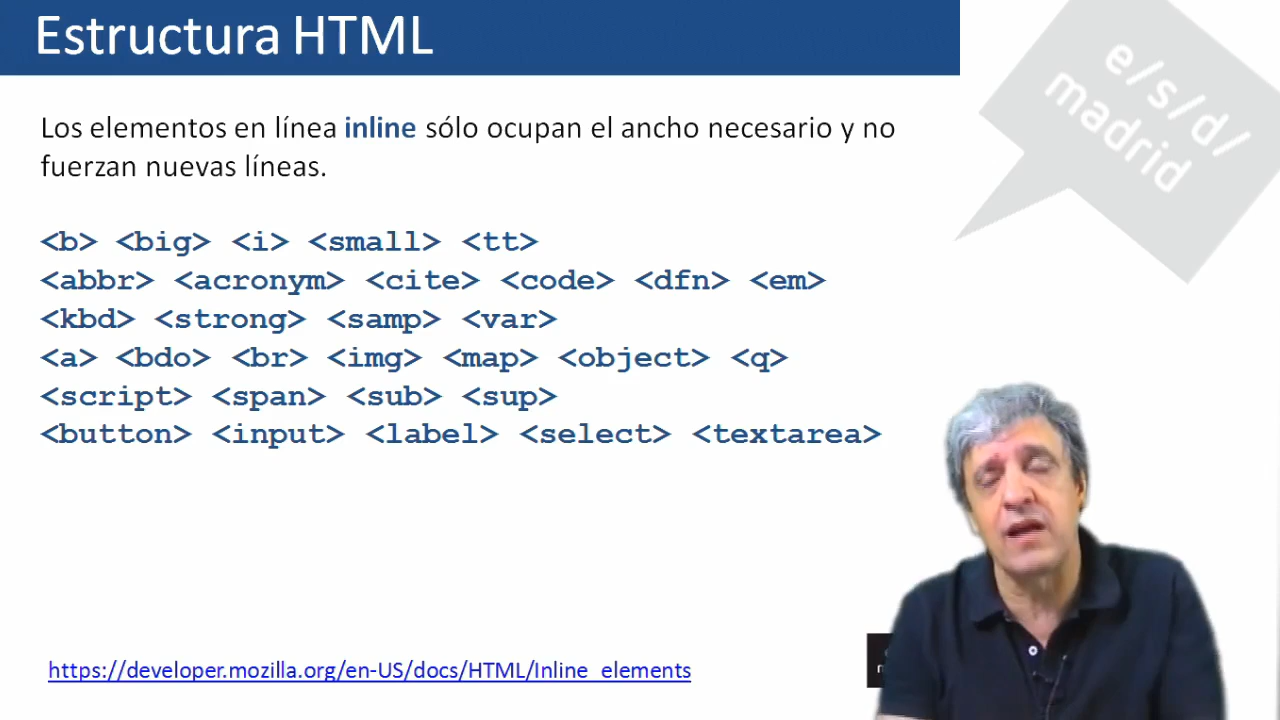 Estructura HTML
e/s/d/
madrid
Los elementos en línea inline sólo ocupan el ancho necesario y no
fuerzan nuevas líneas.
<b> <big> <i> <small> <tt>
<abbr> <acronym> <cite> <code> <dfn> <em>
<kbd> <strong> <samp> <var>
<a> <bdo> <br> <img> <map> <object> <q>
<script> <span> <sub> <sup>
<button> <input> <label> <select> <textarea>
https://developer.mozilla.org/en-US/docs/HTML/Inline_elements